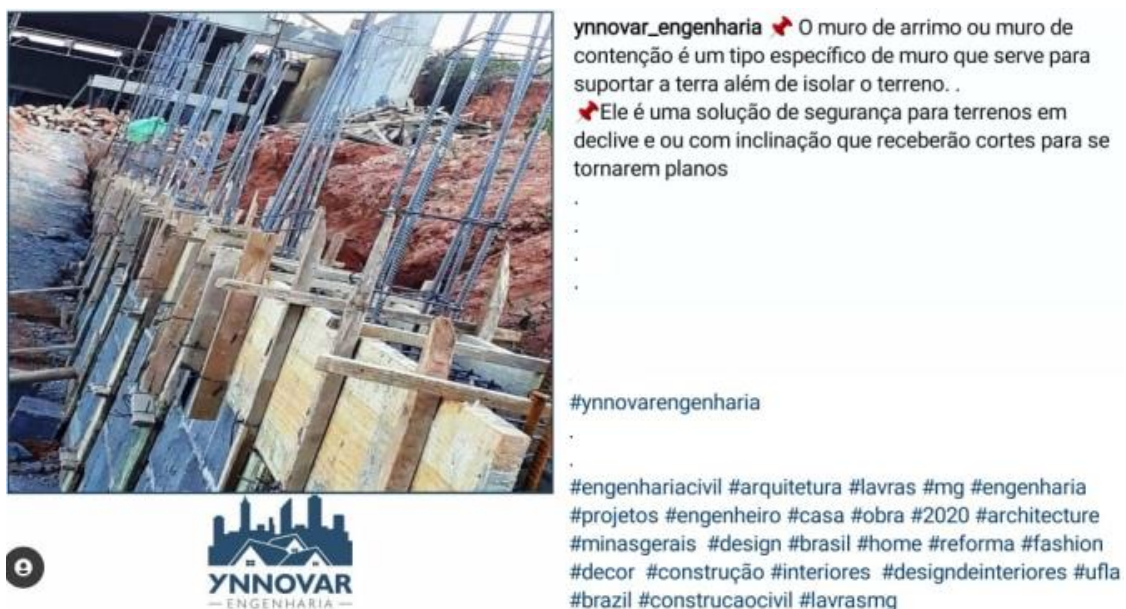 ynnovar_engenharia 📌 O muro de arrimo ou muro de
contenção é um tipo específico de muro que serve para
suportar a terra além de isolar o terreno. .
📌Ele é uma solução de segurança para terrenos em
declive e ou com inclinação que receberão cortes para se
tornarem planos
.
.
.
.
.
#ynnovarengenharia
.
.
#engenhariacivil #arquitetura #lavras #mg #engenharia
#projetos #engenheiro #casa #obra #2020 #architecture
#minasgerais #design #brasil #home #reforma #fashion
#decor #construção #interiores #designdeinteriores #ufla
#brazil #construcaocivil #lavrasmg
YNNOVAR
ENGENHARIA